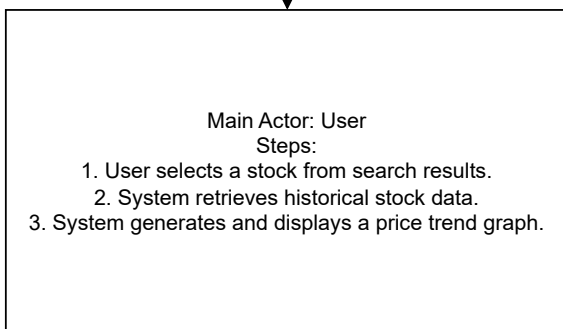 Main Actor: User
Steps:
1. User selects a stock from search results.
2. System retrieves historical stock data.
3. System generates and displays a price trend graph.